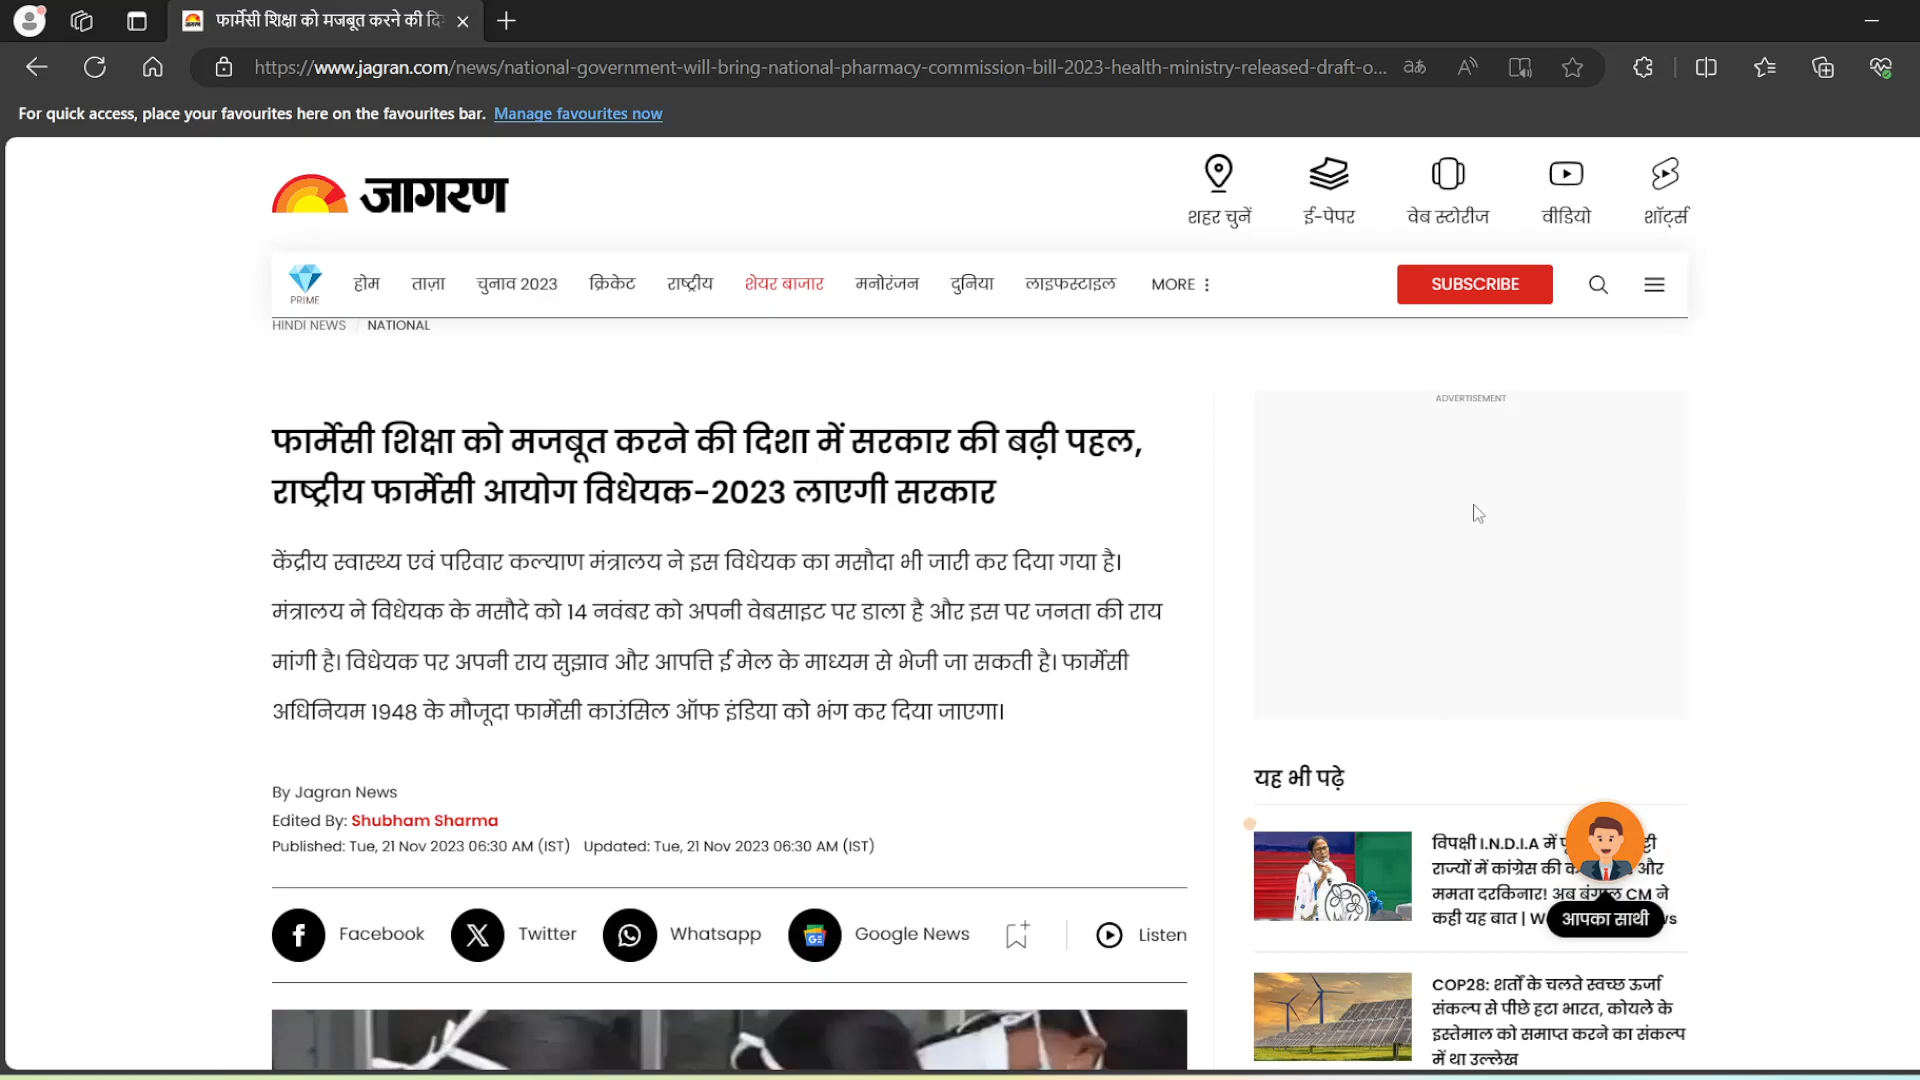 फार्मेसी शिक्षा को मजबूत करने की दि
https://www.jagran.com/news/national-government-will-bring-national-pharmacy-commission-bill-2023-health-ministry-released-draft-o...
For quick access, place your favourites here on the favourites bar. Manage favourites now
जागरण
शहर चुनें
ई-पेपर
वेब स्टोरीज
वीडियो
शॉर्ट्स
PRIME
होम ताज़ा चुनाव 2023 क्रिकेट राष्ट्रीय शेयर बाजार मनोरंजन दुनिया लाइफस्टाइल MORE
SUBSCRIBE
HINDI NEWS / NATIONAL
फार्मेसी शिक्षा को मजबूत करने की दिशा में सरकार की बढ़ी पहल,
राष्ट्रीय फार्मेसी आयोग विधेयक-2023 लाएगी सरकार
केंद्रीय स्वास्थ्य एवं परिवार कल्याण मंत्रालय ने इस विधेयक का मसौदा भी जारी कर दिया गया है।
मंत्रालय ने विधेयक के मसौदे को 14 नवंबर को अपनी वेबसाइट पर डाला है और इस पर जनता की राय
मांगी है। विधेयक पर अपनी राय सुझाव और आपत्ति ई मेल के माध्यम से भेजी जा सकती है। फार्मेसी
अधिनियम 1948 के मौजूदा फार्मेसी काउंसिल ऑफ इंडिया को भंग कर दिया जाएगा।
By Jagran News
Edited By: Shubham Sharma
Published: Tue, 21 Nov 2023 06:30 AM (IST) Updated: Tue, 21 Nov 2023 06:30 AM (IST)
Facebook Twitter Whatsapp Google News Listen
ADVERTISEMENT
यह भी पढ़े
विपक्षी I.N.D.I.A में
राज्यों में कांग्रेस की और
ममता दरकिनार! अब बंगाल CM ने
कही यह बात |
आपका साथी
COP28: शर्तों के चलते स्वच्छ ऊर्जा
संकल्प से पीछे हटा भारत, कोयले के
इस्तेमाल को समाप्त करने का संकल्प
में था उल्लेख